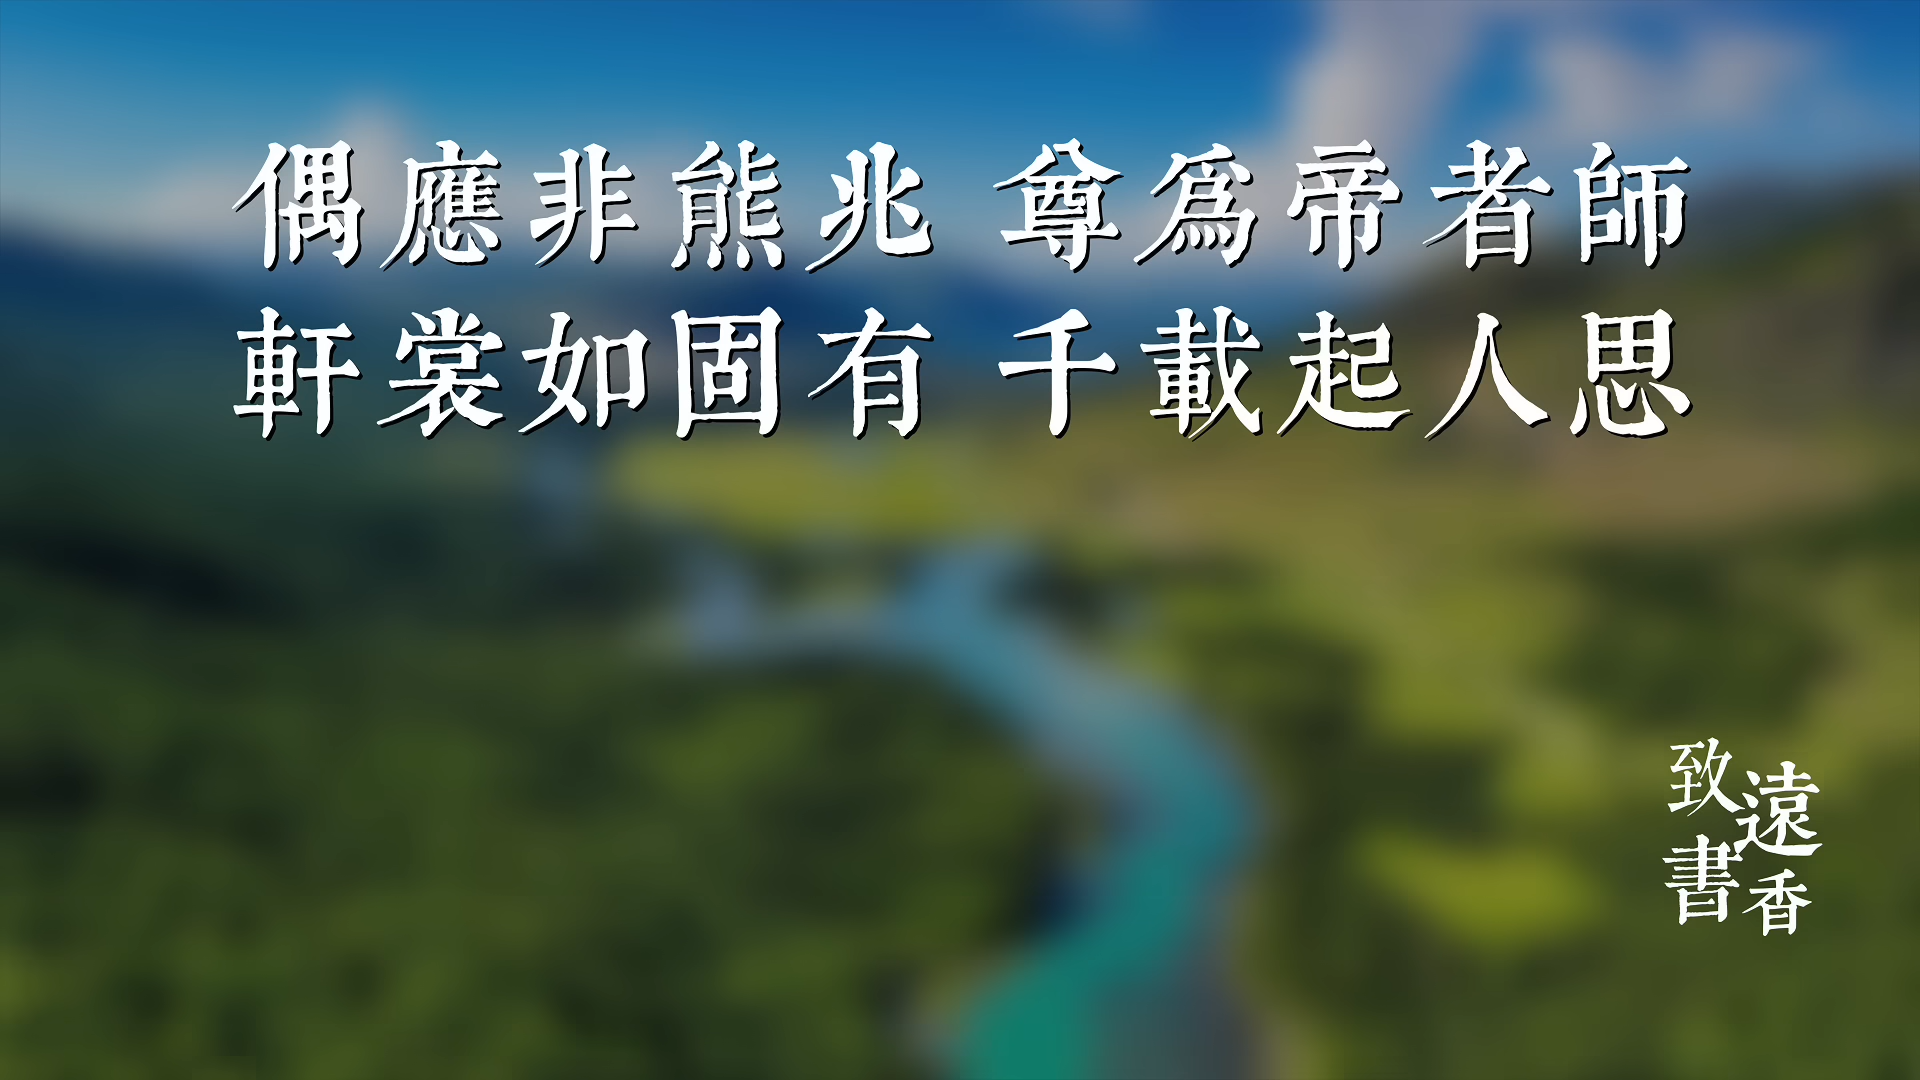 偶應非熊兆 尊為帝者師
軒裳如固有 千載起人思
致遠書香